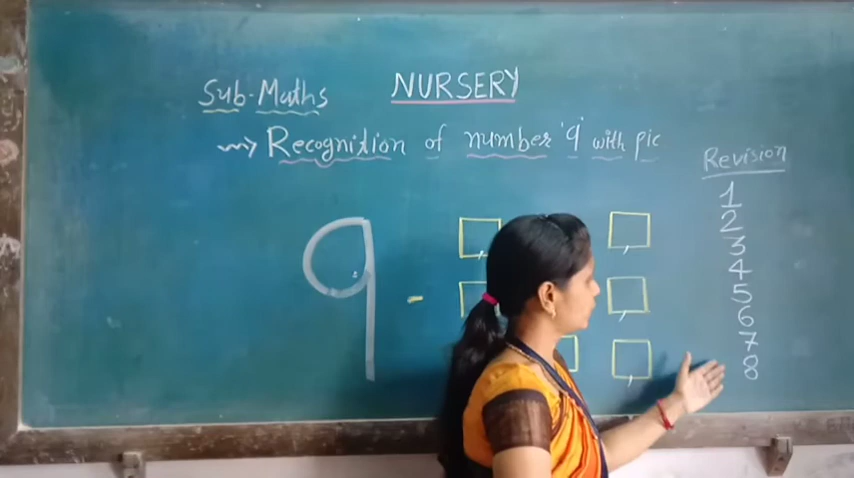 NURSERY
Sub-Maths
Recognition of number '9' with pic
9 -
Revision
1
2
3
4
5
6
7
8